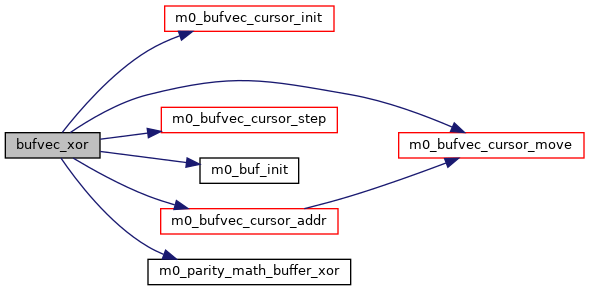 m0_bufvec_cursor_init
m0_bufvec_cursor_step
bufvec_xor
m0_bufvec_cursor_move
m0_buf_init
m0_bufvec_cursor_addr
m0_parity_math_buffer_xor